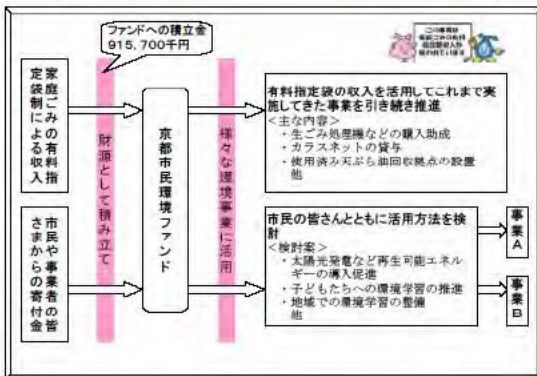 ファンドへの積立金
915,700千円
家庭ごみの有料指
定袋制による収入
市民や事業者の皆
さまからの寄付金
財源として積み立て
京都市民環境ファンド
様々な環境事業に活用
有料指定袋の収入を活用してこれまで実
施してきた事業を引き続き推進
<主な内容>
・生ごみ処理機などの購入助成
・カラスネットの貸与
・使用済み天ぷら油回収拠点の設置
他
市民の皆さんとともに活用方法を検
討
<検討案>
・太陽光発電など再生可能エネル
ギーの導入促進
・子どもたちへの環境学習の推進
・地域での環境学習の整備
他
事業A
事業B